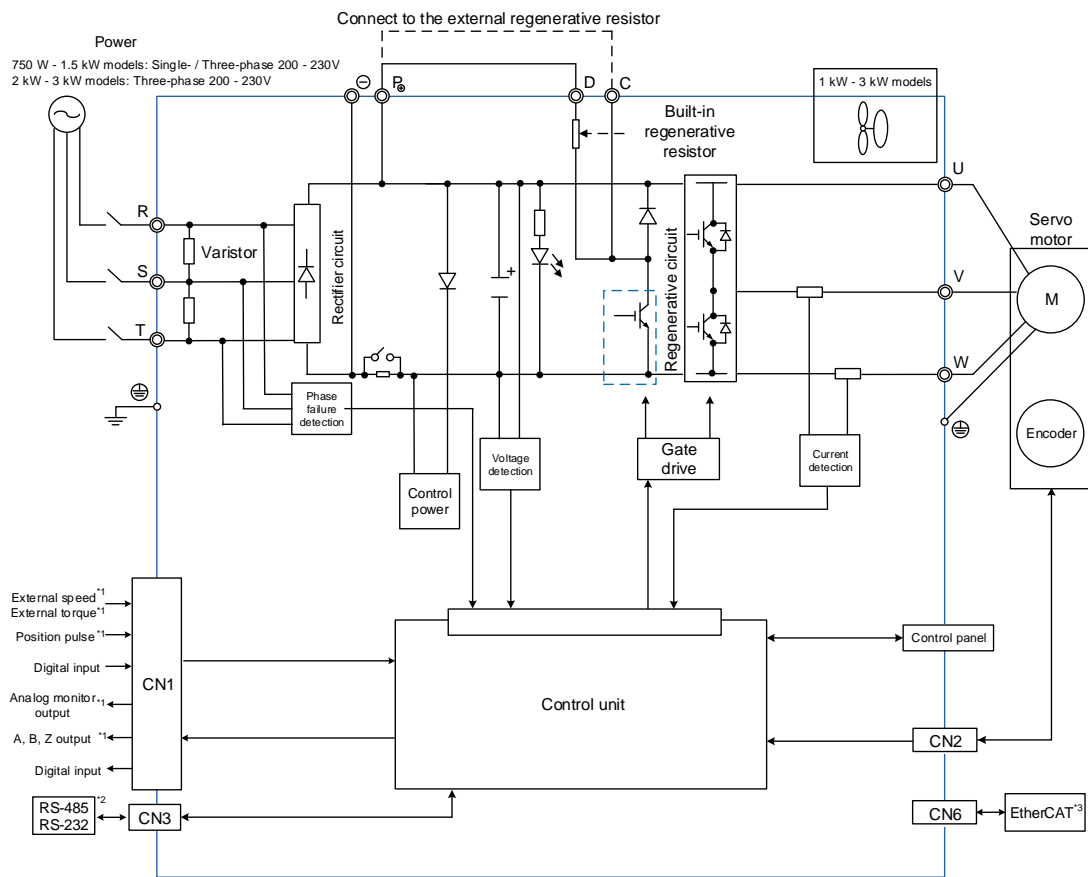 Connect to the external regenerative resistor
Power
750 W - 1.5 kW models: Single- / Three-phase 200 - 230V
2 kW - 3 kW models: Three-phase 200 - 230V
P⊕
D
C
1 kW - 3 kW models
Built-in
regenerative
resistor
U
R
Servo
motor
Varistor
S
Rectifier circuit
Regenerative circuit
V
M
T
W
Phase
failure
detection
Voltage
detection
Gate
drive
Current
detection
Encoder
Control
power
External speed*1
External torque*1
Position pulse*1
Digital input
CN1
Analog monitor
output*1
A, B, Z output *1
Digital input
Control unit
Control panel
CN2
RS-485*2
RS-232
CN3
CN6
EtherCAT*3